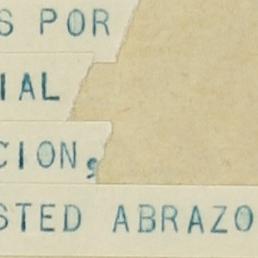 S POR
IAL
CION,
STED ABRAZO